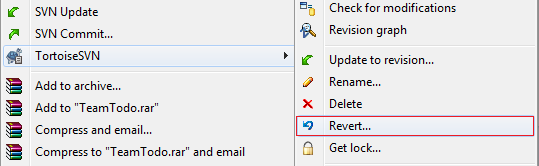 SVN Update
SVN Commit...
TortoiseSVN
Add to archive...
Add to "TeamTodo.rar"
Compress and email...
Compress to "TeamTodo.rar" and email
Check for modifications
Revision graph
Update to revision...
Rename...
Delete
Revert...
Get lock...